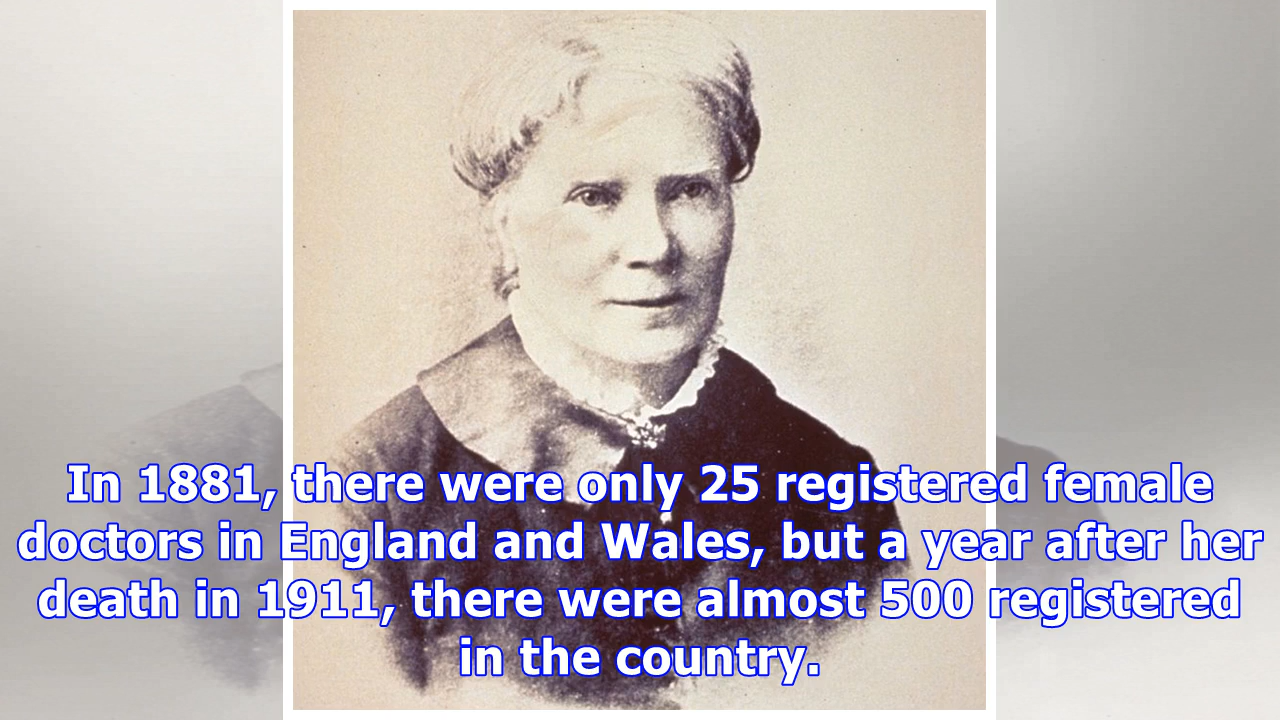 In 1881, there were only 25 registered female
doctors in England and Wales, but a year after her
death in 1911, there were almost 500 registered
in the country.